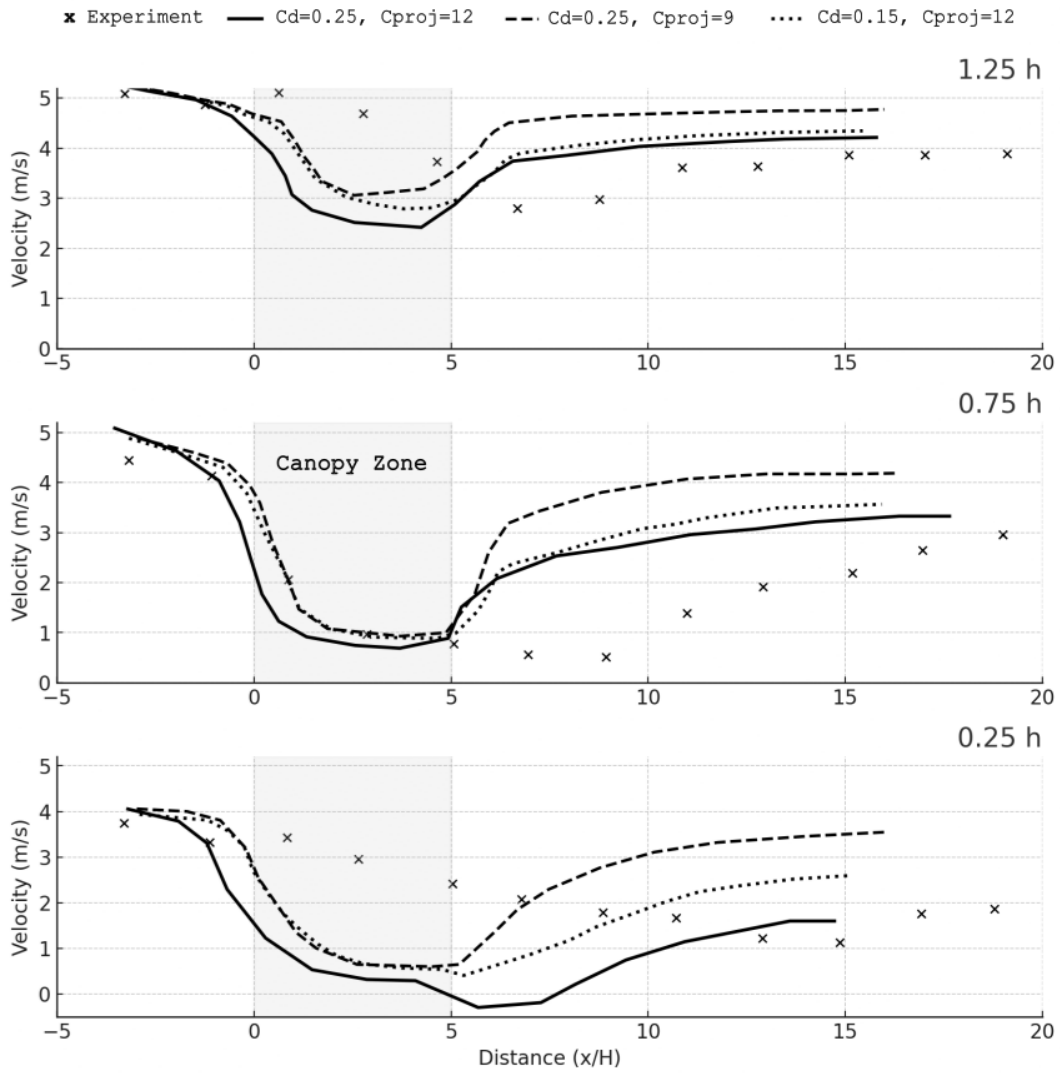 x Experiment Cd=0.25, Cproj=12 Cd=0.25, Cproj=9 Cd=0.15, Cproj=12
1.25 h
Velocity (m/s)
5
4
3
2
1
0
−5 0 5 10 15 20
0.75 h
Canopy Zone
Velocity (m/s)
5
4
3
2
1
0
−5 0 5 10 15 20
0.25 h
Velocity (m/s)
5
4
3
2
1
0
−5 0 5 10 15 20
Distance (x/H)